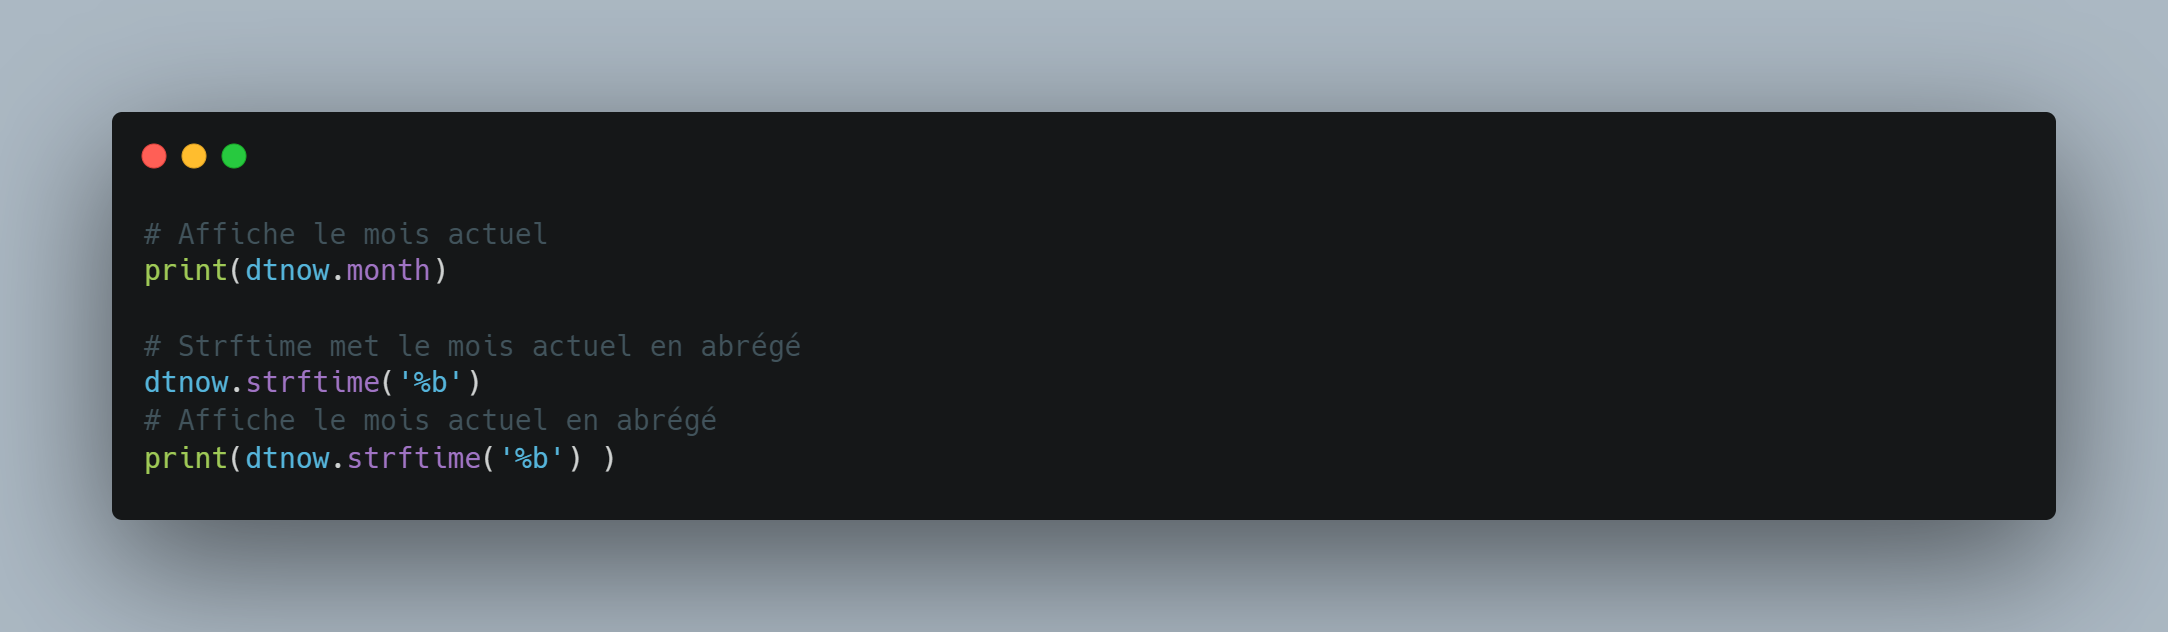 # Affiche le mois actuel
print(dtnow.month)
# Strftime met le mois actuel en abrégé
dtnow.strftime('%b')
# Affiche le mois actuel en abrégé
print(dtnow.strftime('%b') )